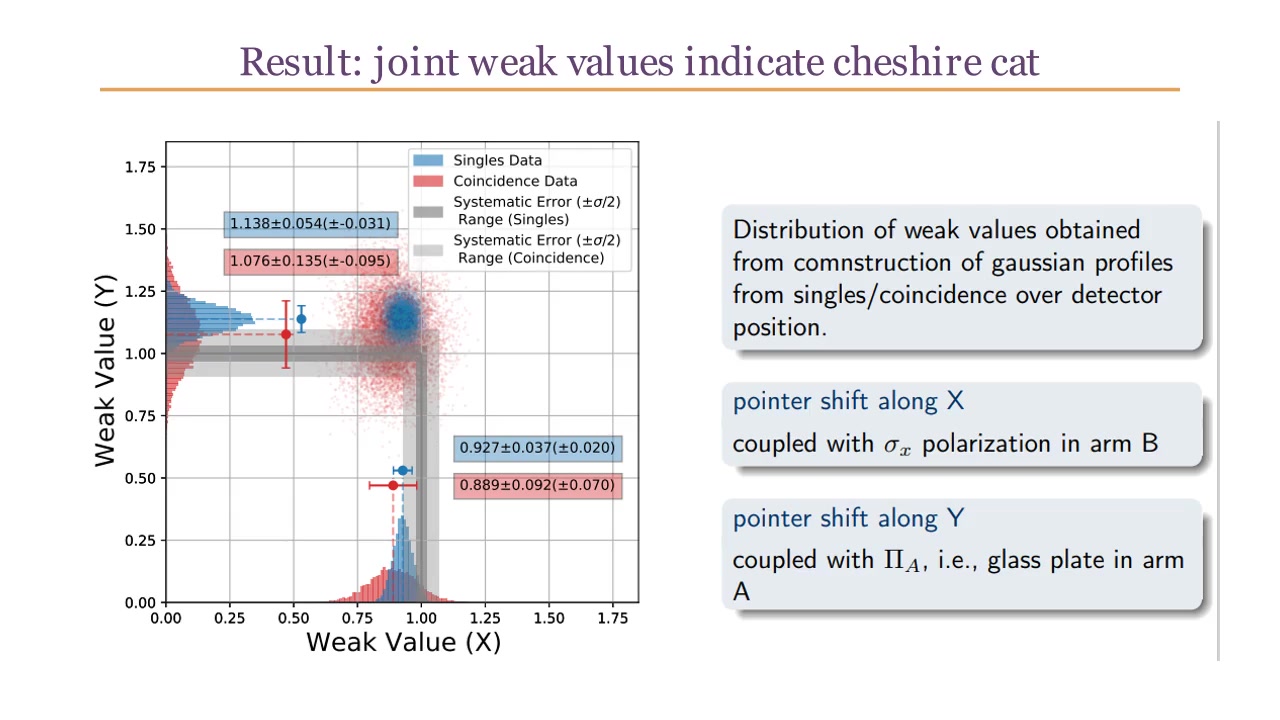 Result: joint weak values indicate cheshire cat
Weak Value (Y)
1.75
1.50
1.25
1.00
0.75
0.50
0.25
0.00
0.00 0.25 0.50 0.75 1.00 1.25 1.50 1.75
Weak Value (X)
Singles Data
Coincidence Data
Systematic Error (±σ/2)
Range (Singles)
Systematic Error (±σ/2)
Range (Coincidence)
1.138±0.054(±-0.031)
1.076±0.135(±-0.095)
0.927±0.037(±0.020)
0.889±0.092(±0.070)
Distribution of weak values obtained
from comnstruction of gaussian profiles
from singles/coincidence over detector
position.
pointer shift along X
coupled with σₓ polarization in arm B
pointer shift along Y
coupled with Π_A, i.e., glass plate in arm
A